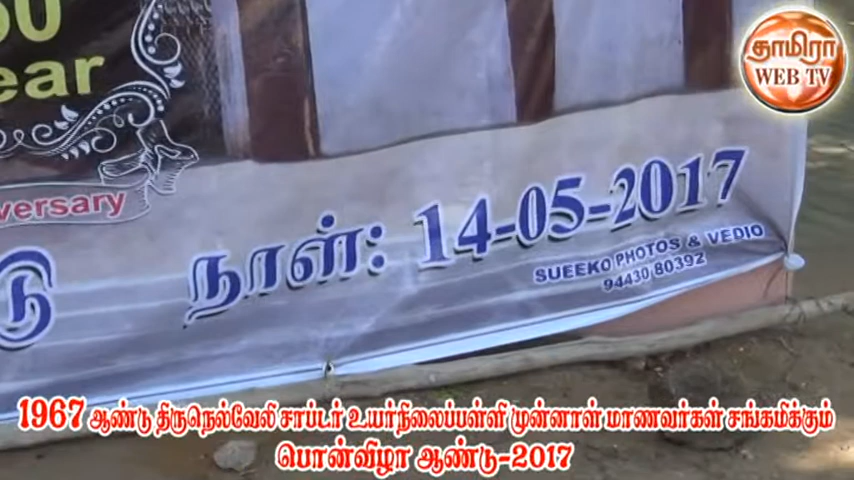 50
ear
தாமிரா
WEB TV
versary
டு
நாள்: 14-05-2017
SUEEKO PHOTOS & VEDIO
94430 80392
1967 ஆண்டு திருநெல்வேலி சாப்டர் உயர்நிலைப்பள்ளி முன்னாள் மாணவர்கள் சங்கமிக்கும்
பொன்விழா ஆண்டு-2017